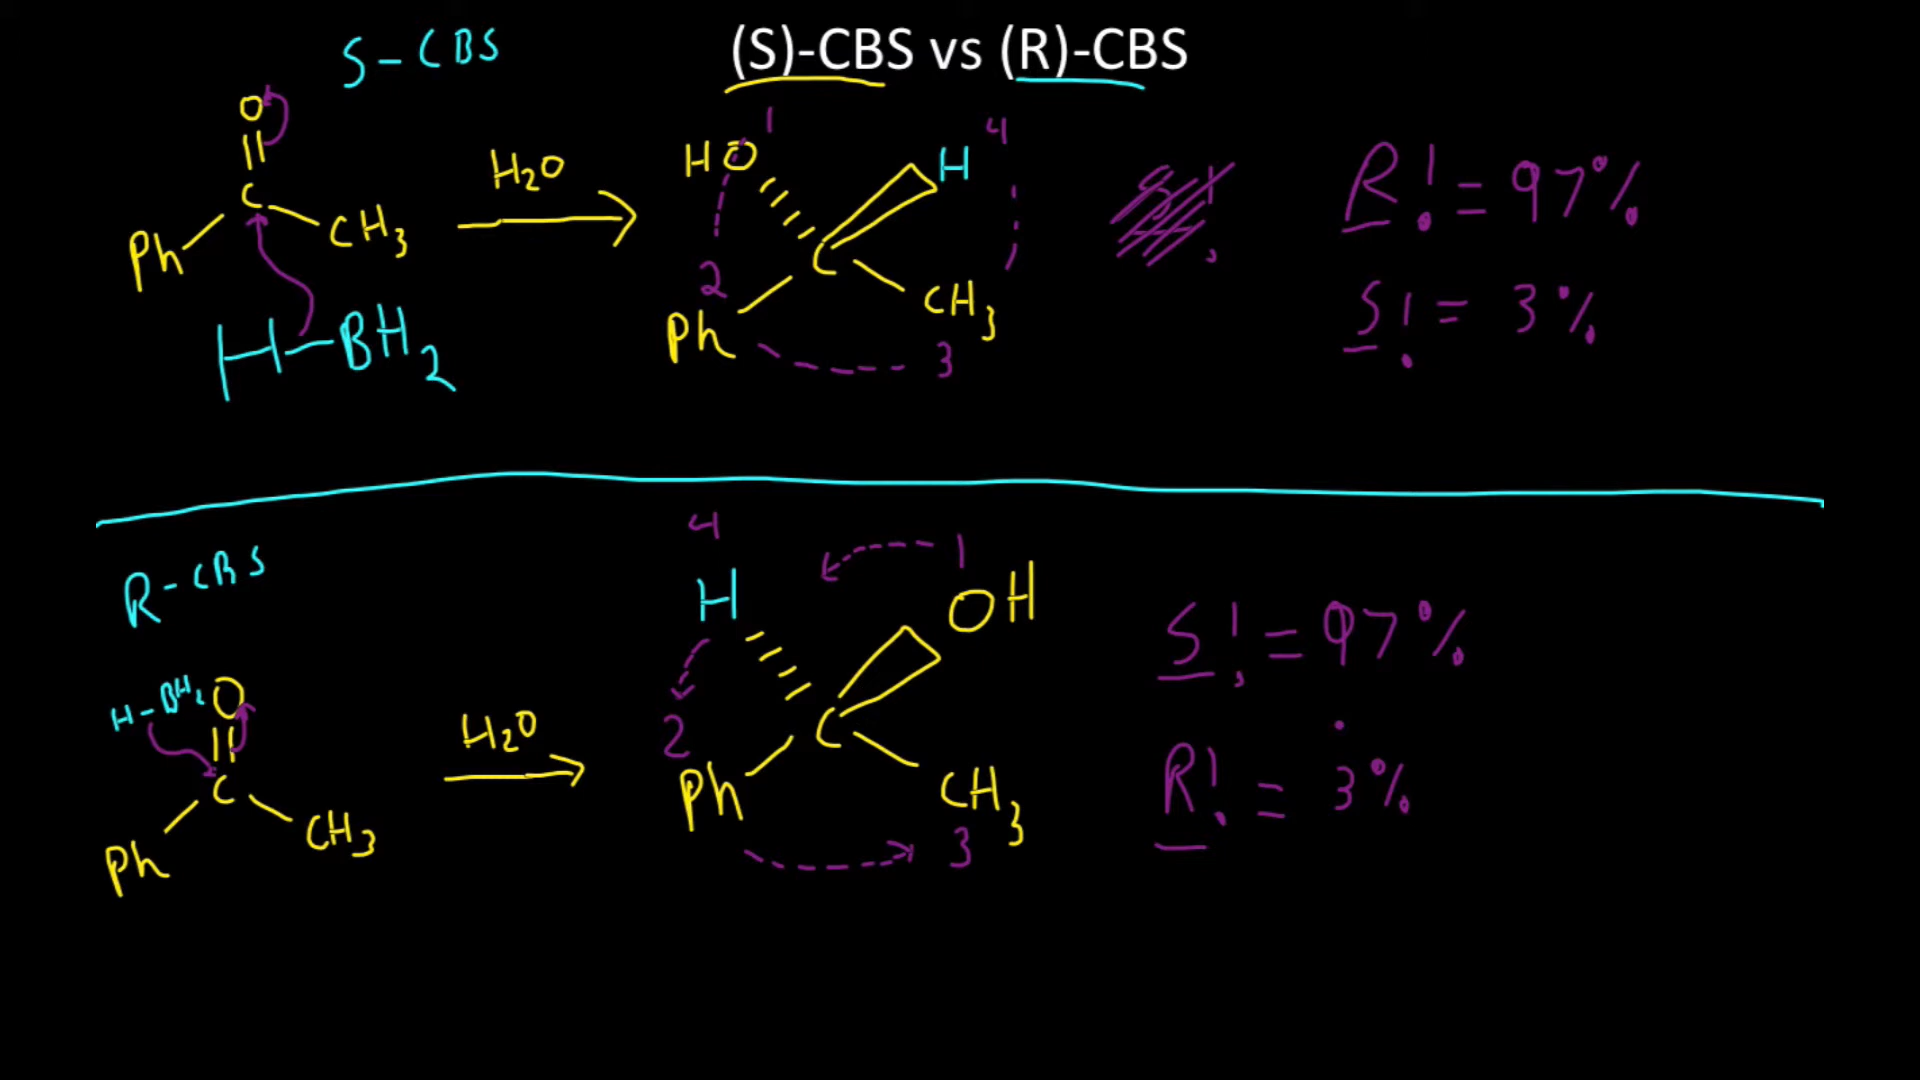 (S)-CBS vs (R)-CBS
S-CBS
O
C
Ph
CH3
H-BH2
H2O
1
4
HO
H
C
2
Ph
CH3
3
R! = 97%
S! = 3%
R-CBS
H-BH2
O
C
Ph
CH3
H2O
4
1
H
OH
2
C
Ph
CH3
3
S! = 97%
R! = 3%